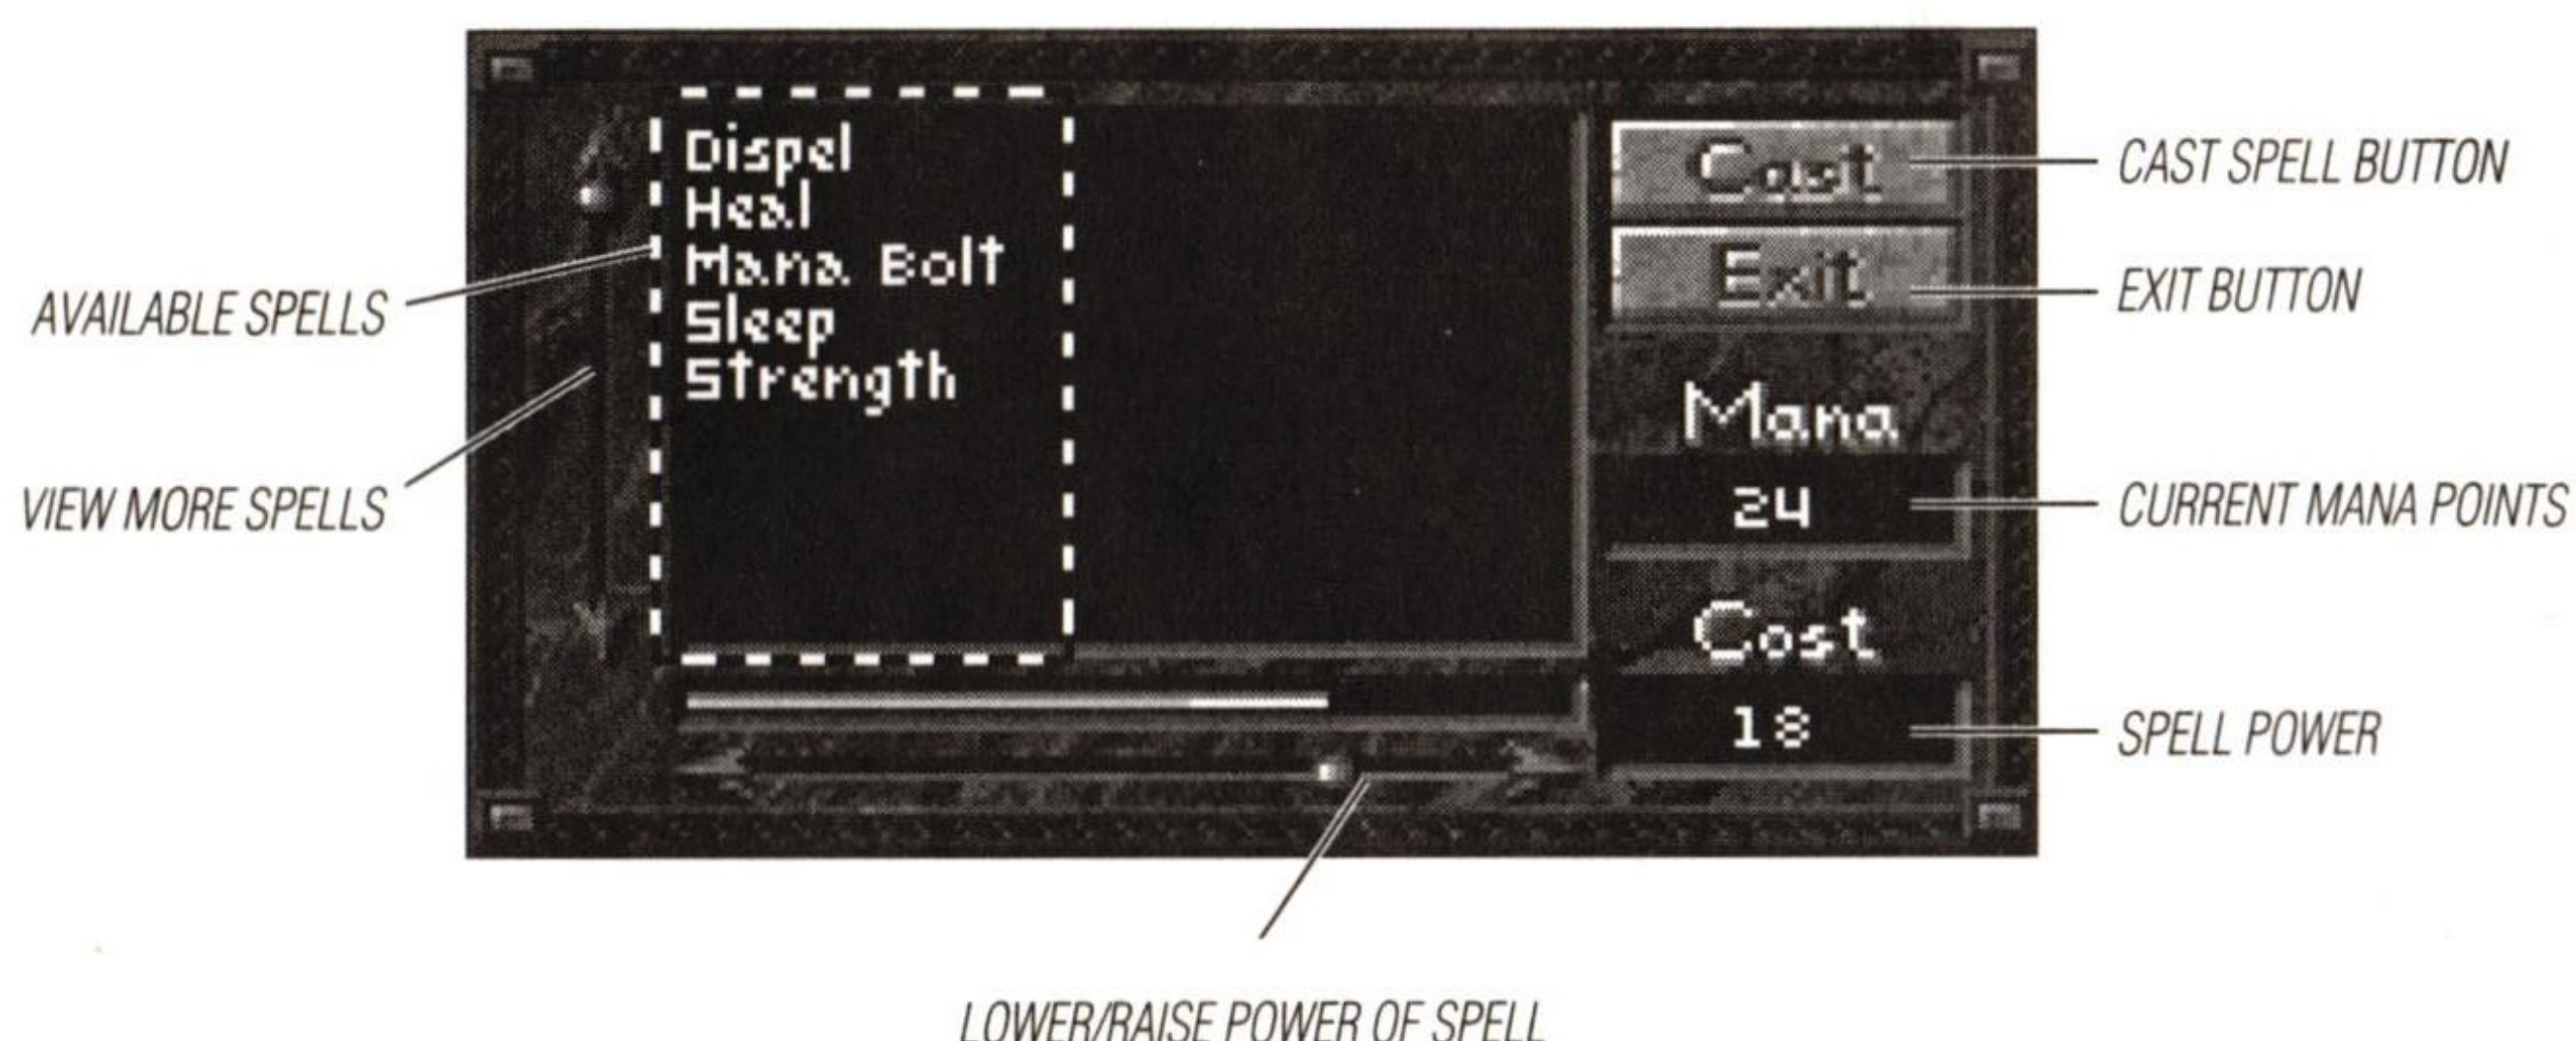 Dispel
Heal
Mana Bolt
Sleep
Strength
Cast
Exit
Mana
24
Cost
18
AVAILABLE SPELLS
VIEW MORE SPELLS
CAST SPELL BUTTON
EXIT BUTTON
CURRENT MANA POINTS
SPELL POWER
LOWER/RAISE POWER OF SPELL